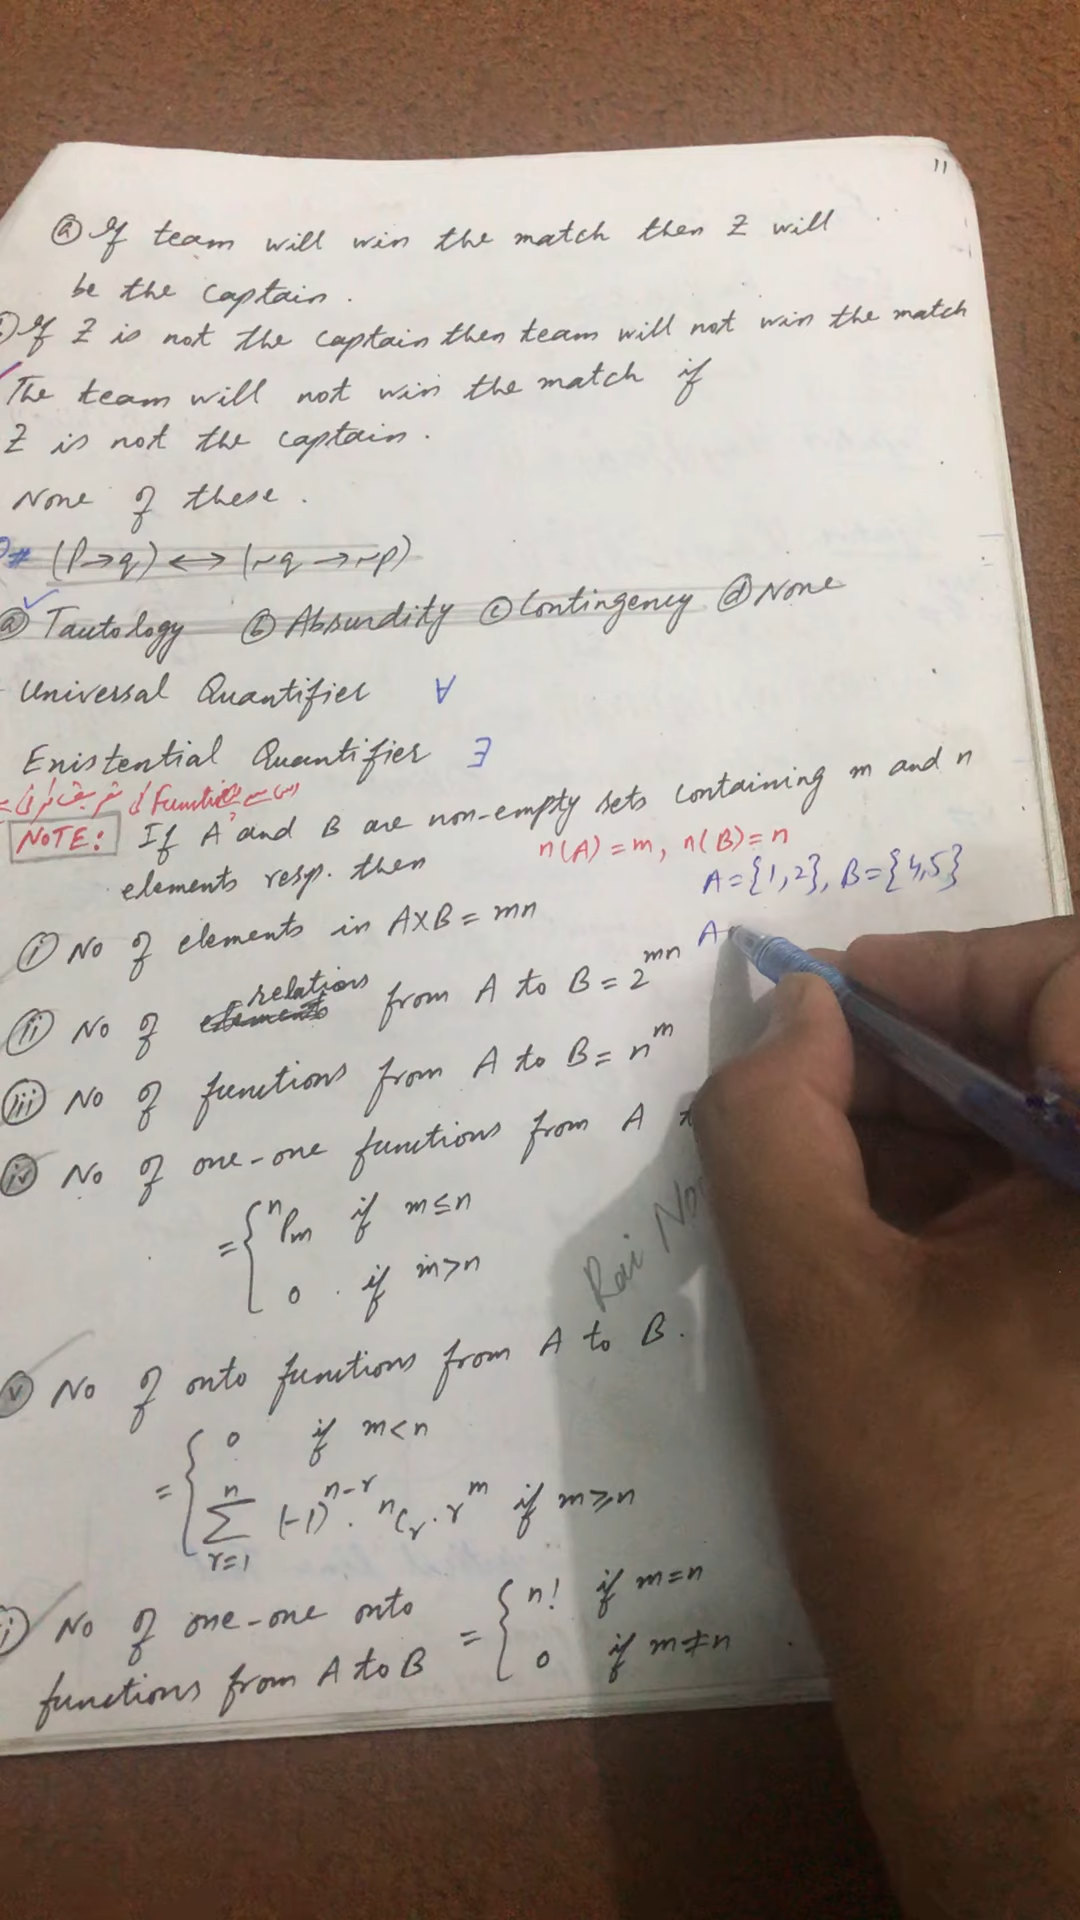 11
ⓐ If team will win the match then Z will
be the captain.
If Z is not the captain then team will not win the match
The team will not win the match if
Z is not the captain.
None of these.
# (P→q) ↔ (~q → ~p)
ⓐ Tautology ⓑ Absurdity ⓒ Contingency ⓓ None
Universal Quantifier ∀
Existential Quantifier ∃
Function
NOTE: If A and B are non-empty sets containing m and n
elements resp. then
n(A) = m, n(B) = n
A = {1,2}, B = {4,5}
A
(i) No of elements in A×B = mn
(ii) No of relations from A to B = 2^{mn}
(iii) No of functions from A to B = n^m
(iv) No of one-one functions from A
= { ^nP_m if m ≤ n
0 if m > n
Rai
(v) No of onto functions from A to B.
= { 0 if m < n
∑_{r=1}^{n} (-1)^{n-r} . ^nC_r . r^m if m ≥ n
No of one-one onto
functions from A to B = { n! if m = n
0 if m ≠ n